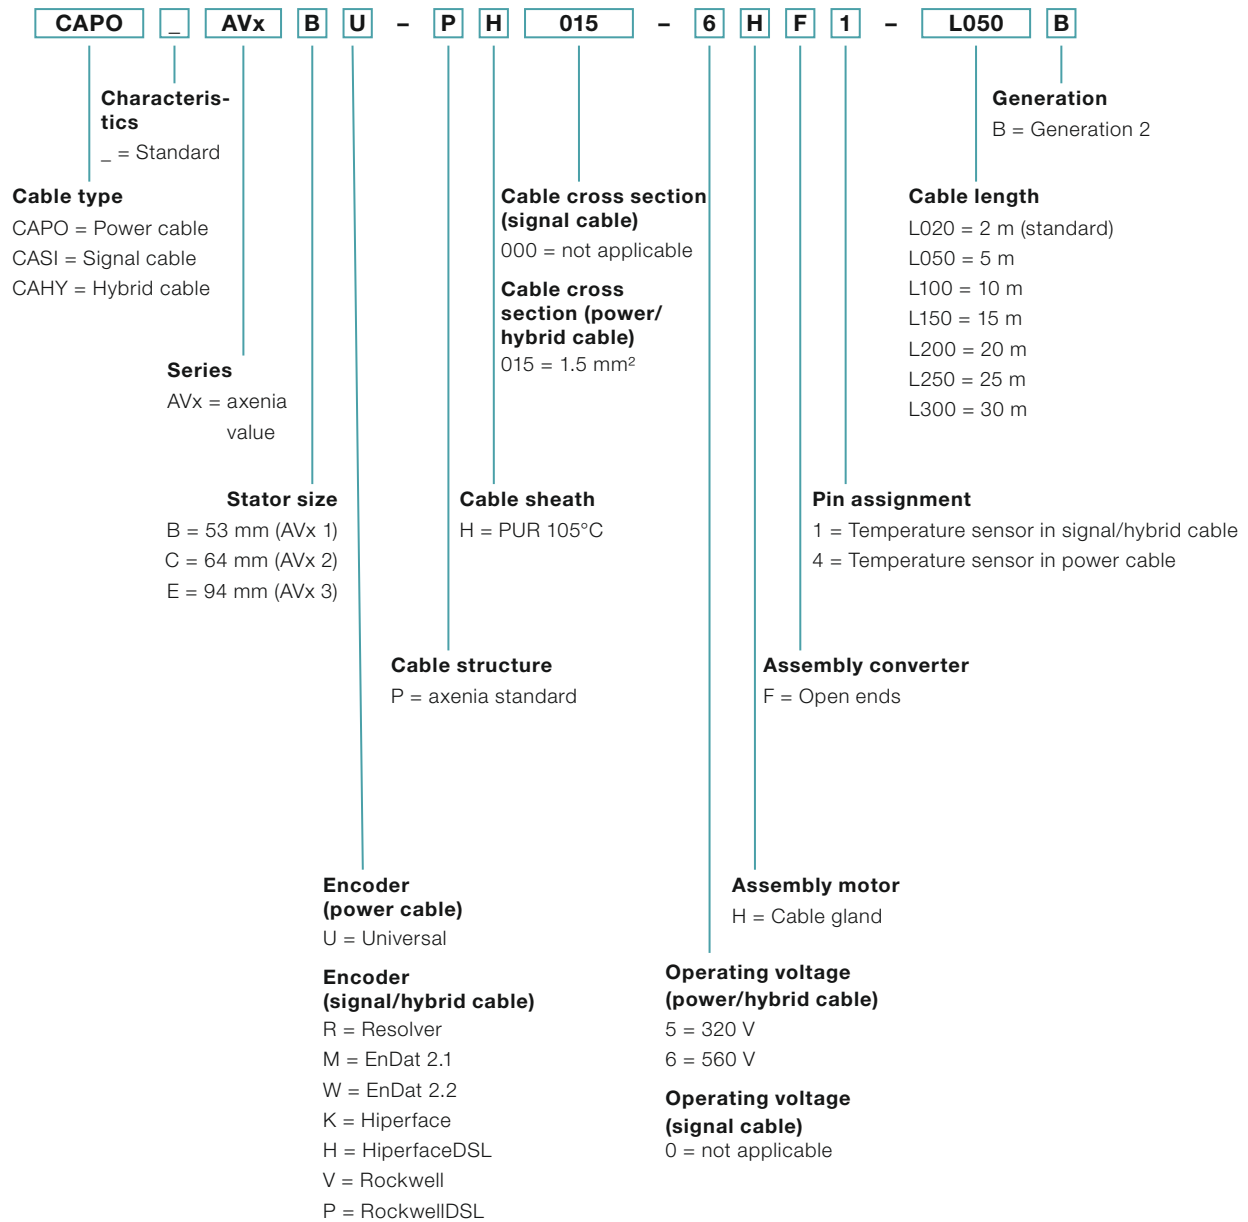 CAPO _ AVx B U – P H 015 – 6 H F 1 – L050 B
Characteris-
tics
_ = Standard
Generation
B = Generation 2
Cable type
CAPO = Power cable
CASI = Signal cable
CAHY = Hybrid cable
Cable cross section
(signal cable)
000 = not applicable
Cable cross
section (power/
hybrid cable)
015 = 1.5 mm²
Cable length
L020 = 2 m (standard)
L050 = 5 m
L100 = 10 m
L150 = 15 m
L200 = 20 m
L250 = 25 m
L300 = 30 m
Series
AVx = axenia
value
Stator size
B = 53 mm (AVx 1)
C = 64 mm (AVx 2)
E = 94 mm (AVx 3)
Cable sheath
H = PUR 105°C
Pin assignment
1 = Temperature sensor in signal/hybrid cable
4 = Temperature sensor in power cable
Cable structure
P = axenia standard
Assembly converter
F = Open ends
Encoder
(power cable)
U = Universal
Encoder
(signal/hybrid cable)
R = Resolver
M = EnDat 2.1
W = EnDat 2.2
K = Hiperface
H = HiperfaceDSL
V = Rockwell
P = RockwellDSL
Assembly motor
H = Cable gland
Operating voltage
(power/hybrid cable)
5 = 320 V
6 = 560 V
Operating voltage
(signal cable)
0 = not applicable